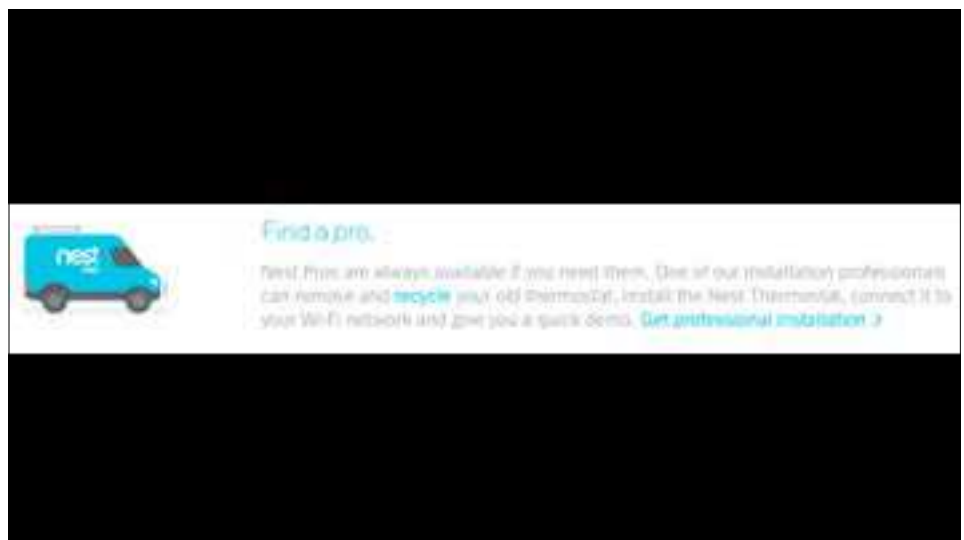 nest
Find a pro.
Nest Pros are always available if you need them. One of our installation professionals
can remove and recycle your old thermostat, install the Nest Thermostat, connect it to
your Wi-Fi network and give you a quick demo. Get professional installation >